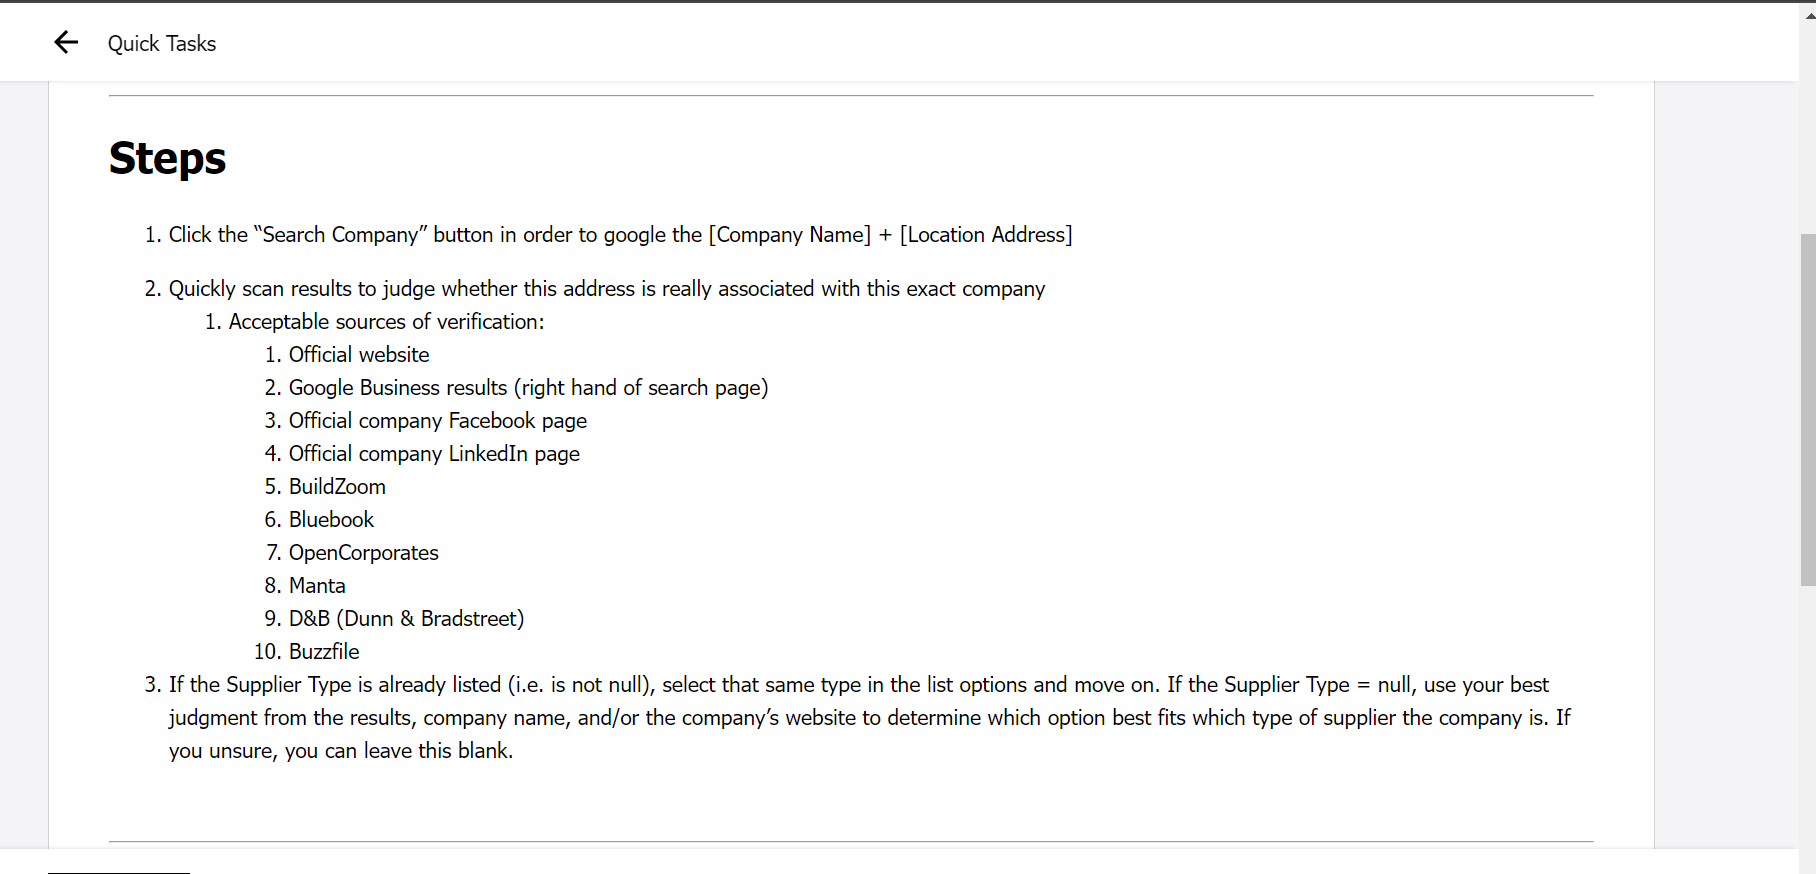 Quick Tasks
Steps
1. Click the “Search Company” button in order to google the [Company Name] + [Location Address]
2. Quickly scan results to judge whether this address is really associated with this exact company
1. Acceptable sources of verification:
1. Official website
2. Google Business results (right hand of search page)
3. Official company Facebook page
4. Official company LinkedIn page
5. BuildZoom
6. Bluebook
7. OpenCorporates
8. Manta
9. D&B (Dunn & Bradstreet)
10. Buzzfile
3. If the Supplier Type is already listed (i.e. is not null), select that same type in the list options and move on. If the Supplier Type = null, use your best
judgment from the results, company name, and/or the company’s website to determine which option best fits which type of supplier the company is. If
you unsure, you can leave this blank.